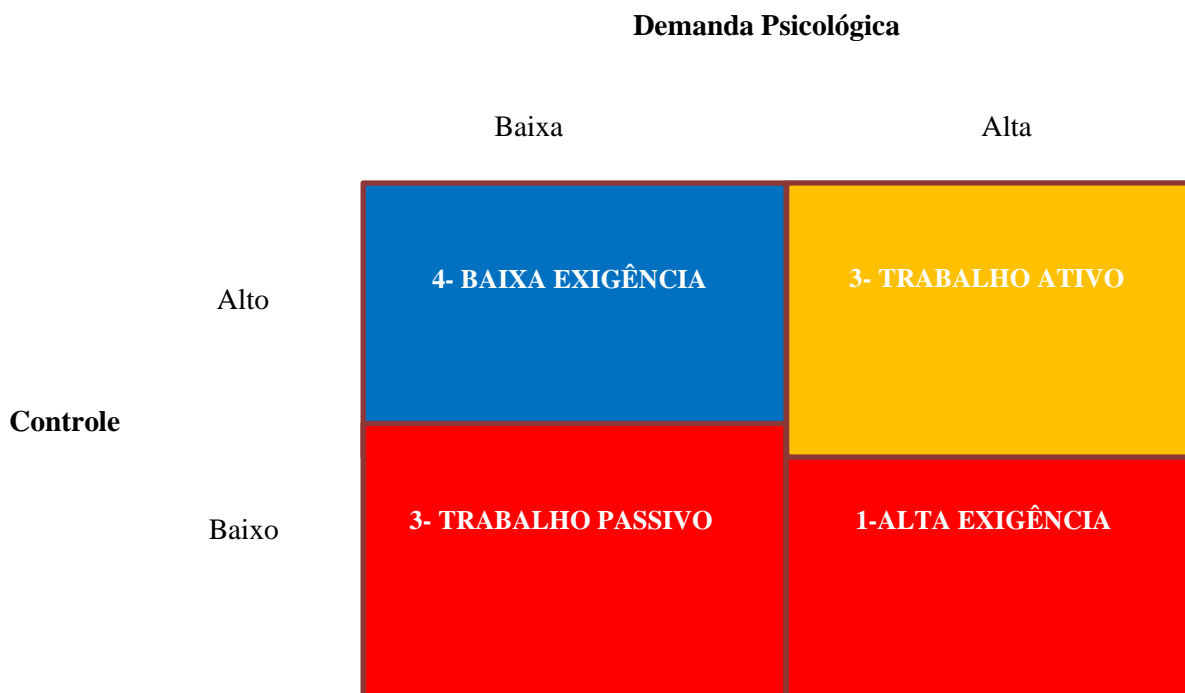 Demanda Psicológica
Baixa Alta
4- BAIXA EXIGÊNCIA 3- TRABALHO ATIVO
Alto
Controle
Baixo 3- TRABALHO PASSIVO 1-ALTA EXIGÊNCIA